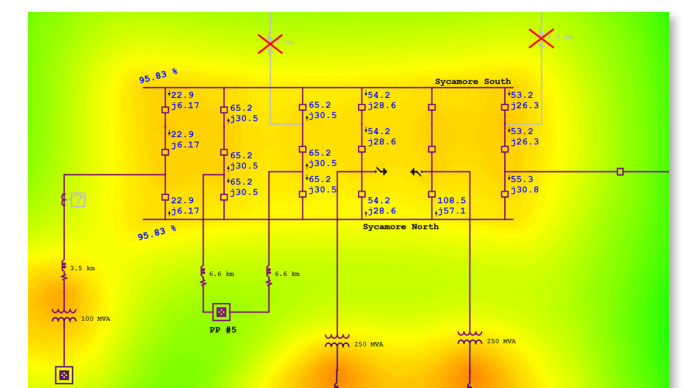 95.83 %
Sycamore South
22.9
j6.17
65.2
j30.5
65.2
j30.5
54.2
j28.6
53.2
j26.3
22.9
j6.17
65.2
j30.5
65.2
j30.5
54.2
j28.6
53.2
j26.3
65.2
j30.5
65.2
j30.5
55.3
j30.8
22.9
j6.17
54.2
j28.6
108.5
j57.1
95.83 %
Sycamore North
3.5 km
6.6 km
6.6 km
100 MVA
PP #5
250 MVA
250 MVA